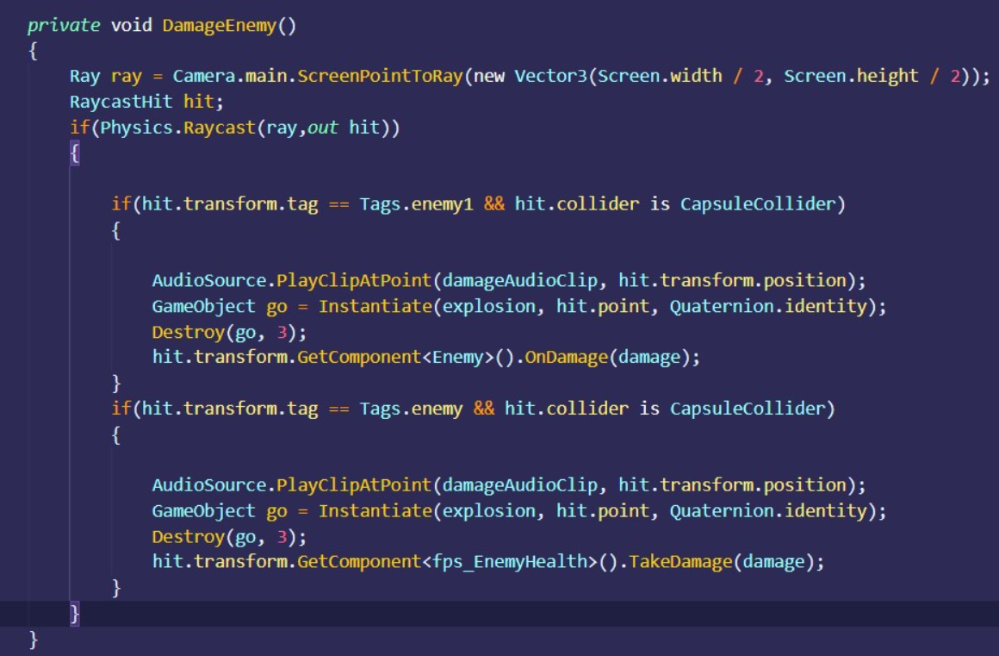 private void DamageEnemy()
{
    Ray ray = Camera.main.ScreenPointToRay(new Vector3(Screen.width / 2, Screen.height / 2));
    RaycastHit hit;
    if(Physics.Raycast(ray,out hit))
    {
        if(hit.transform.tag == Tags.enemy1 && hit.collider is CapsuleCollider)
        {
            AudioSource.PlayClipAtPoint(damageAudioClip, hit.transform.position);
            GameObject go = Instantiate(explosion, hit.point, Quaternion.identity);
            Destroy(go, 3);
            hit.transform.GetComponent<Enemy>().OnDamage(damage);
        }
        if(hit.transform.tag == Tags.enemy && hit.collider is CapsuleCollider)
        {
            AudioSource.PlayClipAtPoint(damageAudioClip, hit.transform.position);
            GameObject go = Instantiate(explosion, hit.point, Quaternion.identity);
            Destroy(go, 3);
            hit.transform.GetComponent<fps_EnemyHealth>().TakeDamage(damage);
        }
    }
}